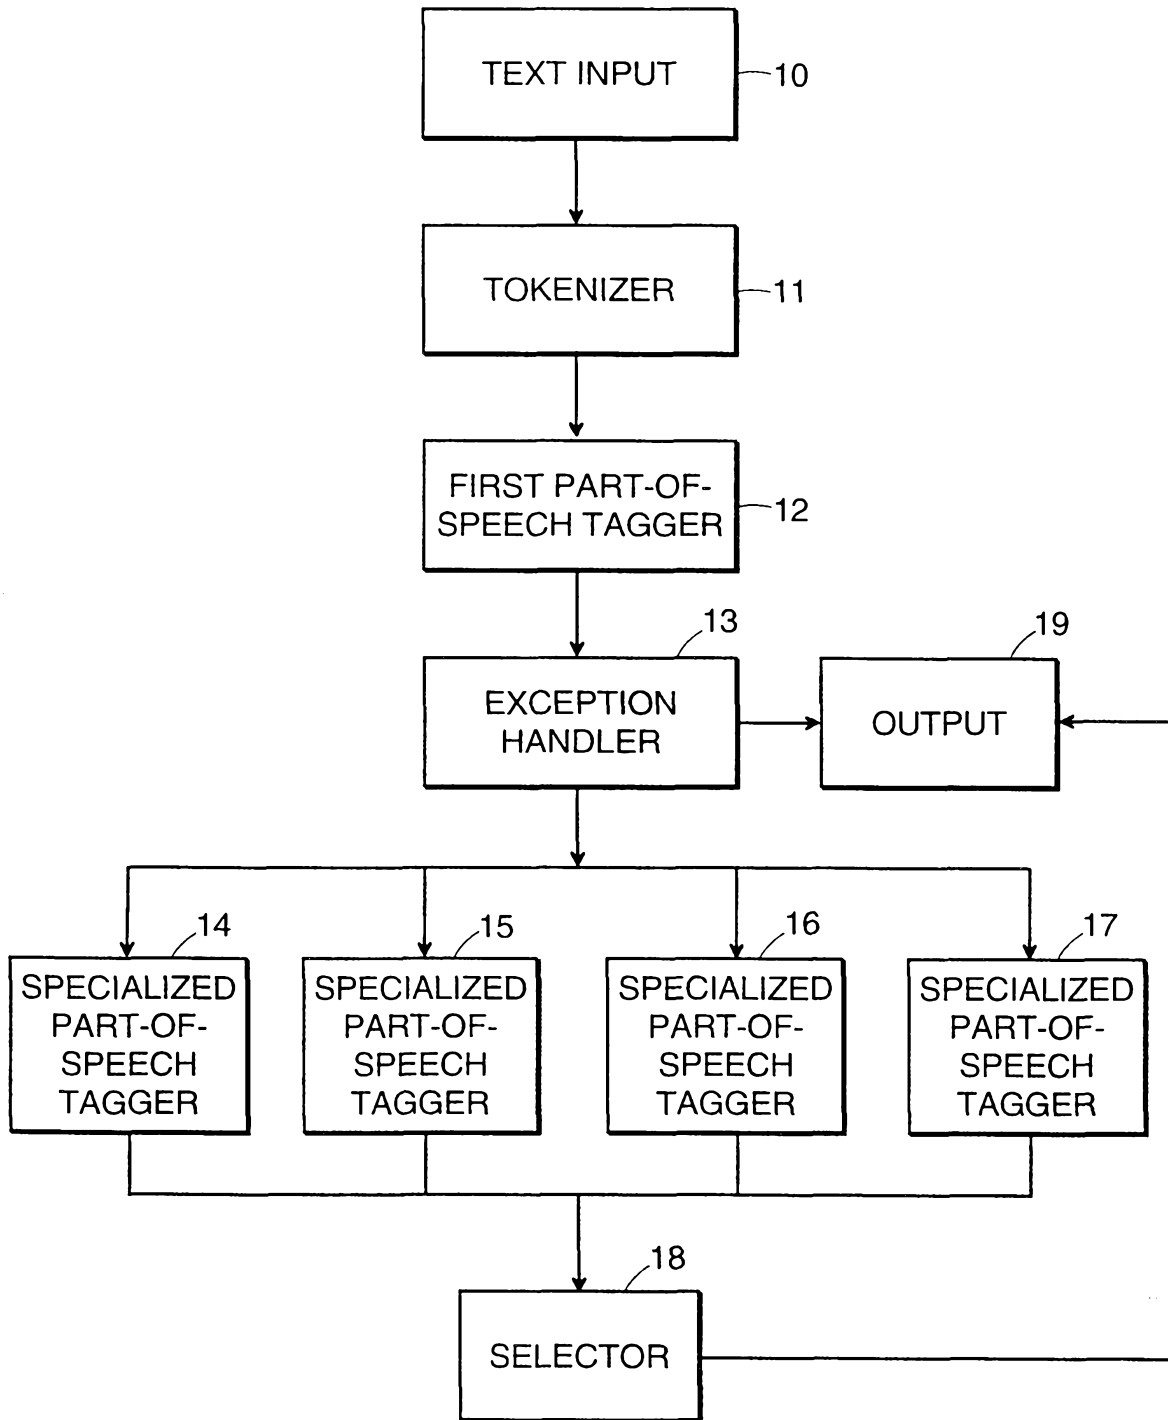 TEXT INPUT
10
TOKENIZER
11
FIRST PART-OF-
SPEECH TAGGER
12
13
EXCEPTION
HANDLER
19
OUTPUT
14
SPECIALIZED
PART-OF-
SPEECH
TAGGER
15
SPECIALIZED
PART-OF-
SPEECH
TAGGER
16
SPECIALIZED
PART-OF-
SPEECH
TAGGER
17
SPECIALIZED
PART-OF-
SPEECH
TAGGER
18
SELECTOR